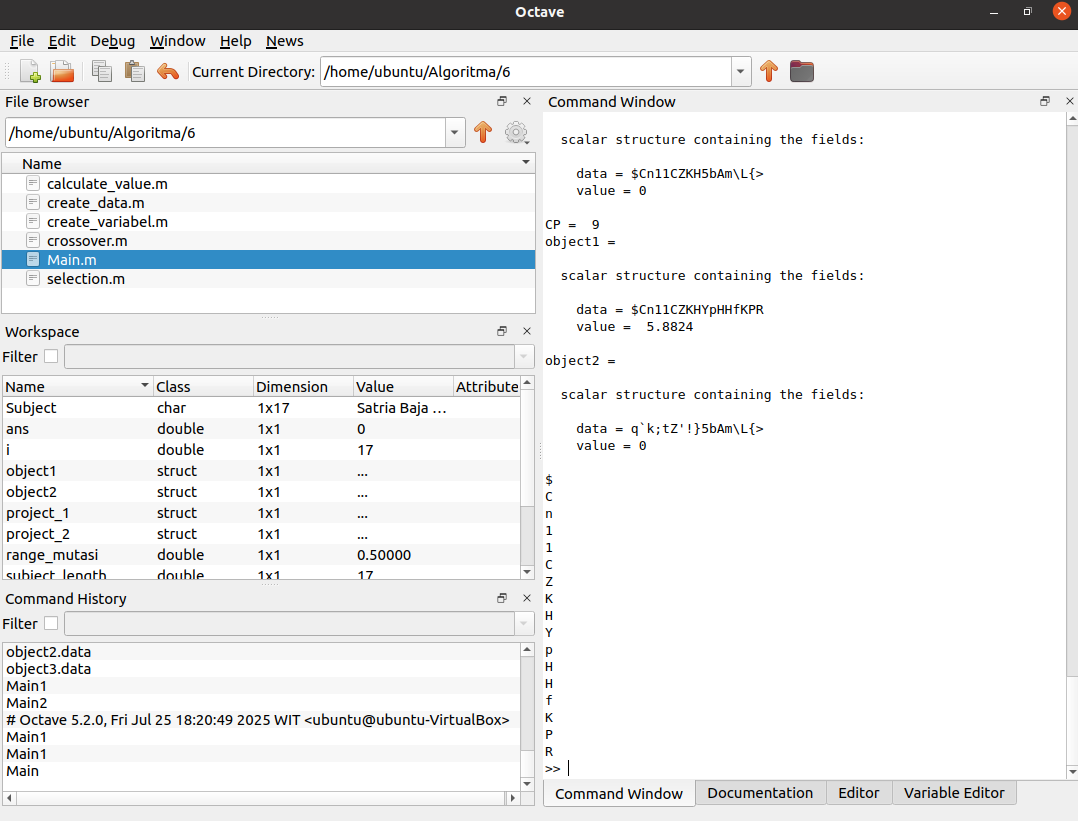 Octave
File Edit Debug Window Help News
Current Directory: /home/ubuntu/Algoritma/6
File Browser
/home/ubuntu/Algoritma/6
Name
calculate_value.m
create_data.m
create_variabel.m
crossover.m
Main.m
selection.m
Workspace
Filter
Name Class Dimension Value Attribute
Subject char 1x17 Satria Baja ...
ans double 1x1 0
i double 1x1 17
object1 struct 1x1 ...
object2 struct 1x1 ...
project_1 struct 1x1 ...
project_2 struct 1x1 ...
range_mutasi double 1x1 0.50000
subject_length double 1x1 17
Command History
Filter
object2.data
object3.data
Main1
Main2
# Octave 5.2.0, Fri Jul 25 18:20:49 2025 WIT <ubuntu@ubuntu-VirtualBox>
Main1
Main1
Main
Command Window
scalar structure containing the fields:
data = $Cn11CZKH5bAm\L{>
value = 0
CP =  9
object1 =
scalar structure containing the fields:
data = $Cn11CZKHYpHHfKPR
value =  5.8824
object2 =
scalar structure containing the fields:
data = q`k;tZ'!}5bAm\L{>
value = 0
$
C
n
1
1
C
Z
K
H
Y
p
H
H
f
K
P
R
>>
Command Window Documentation Editor Variable Editor